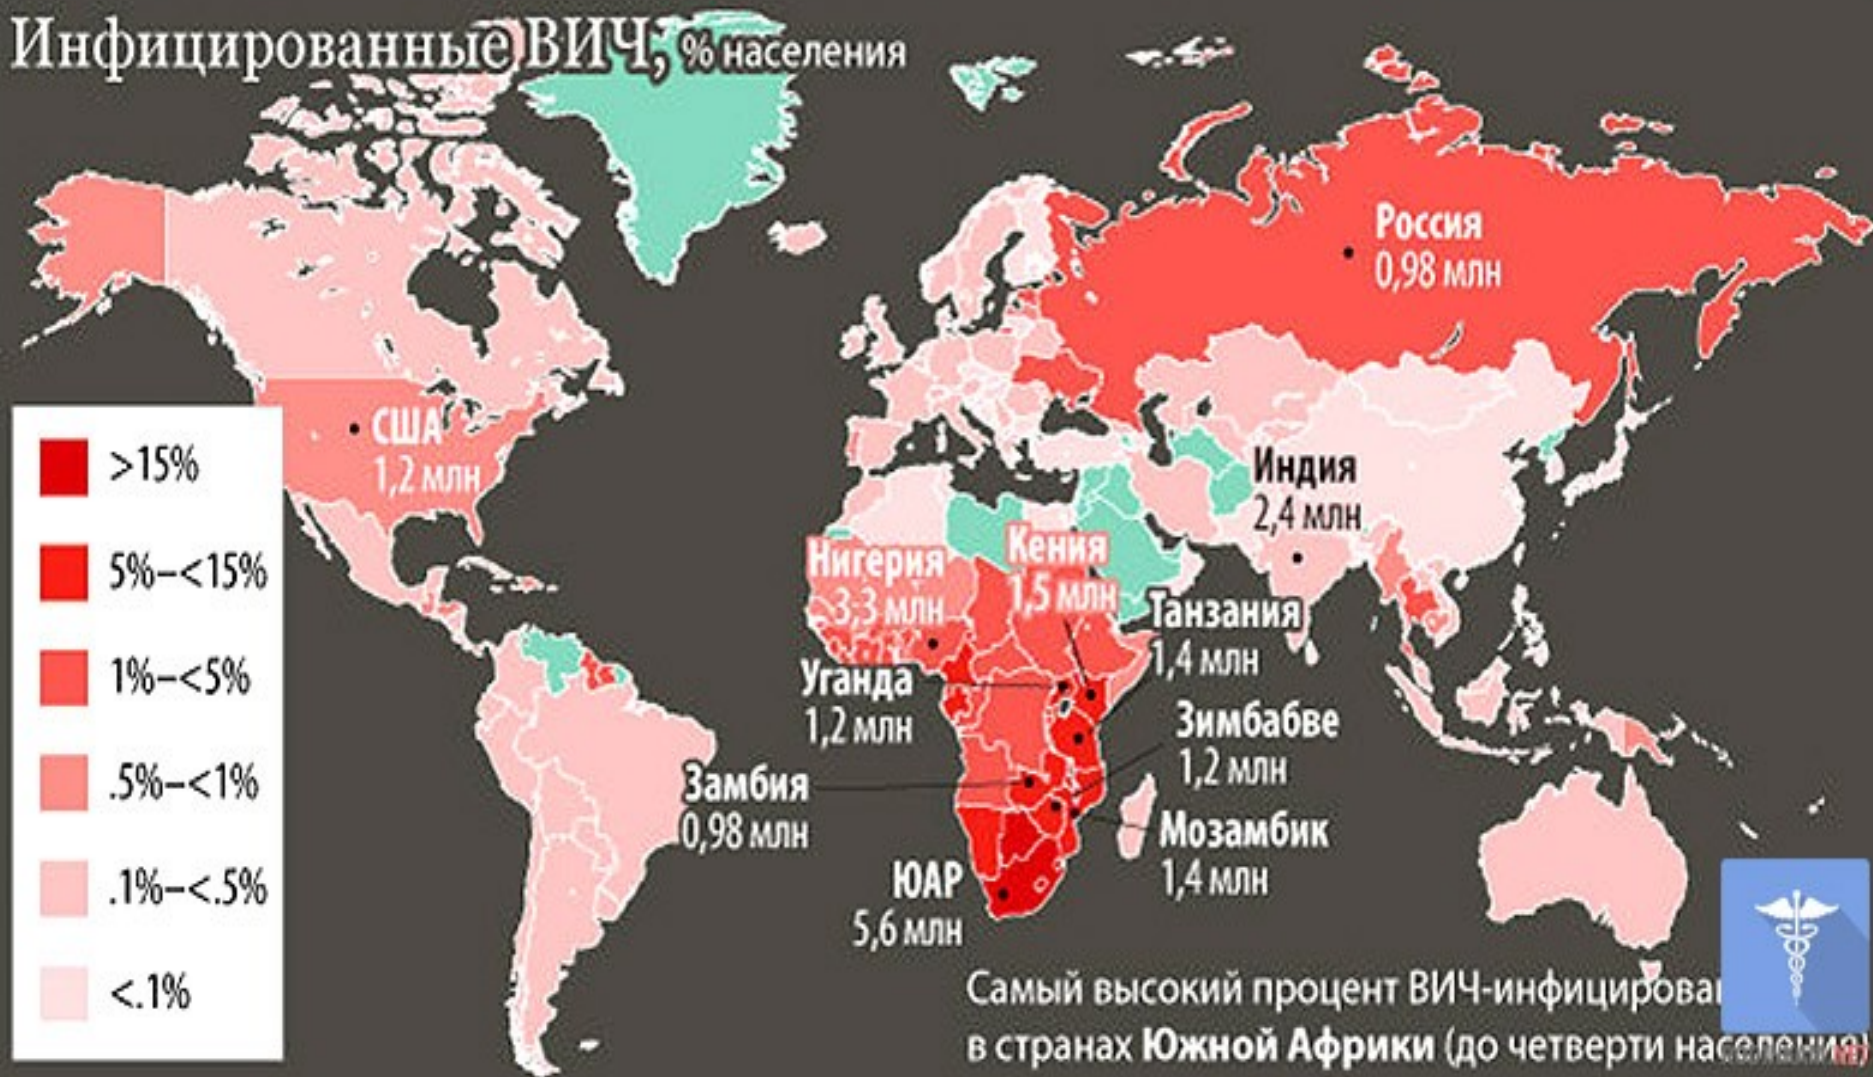 Инфицированные ВИЧ, % населения
Россия
0,98 млн
США
1,2 млн
>15%
5%–<15%
1%–<5%
.5%–<1%
.1%–<.5%
<.1%
Индия
2,4 млн
Нигерия
3,3 млн
Кения
1,5 млн
Танзания
1,4 млн
Уганда
1,2 млн
Зимбабве
1,2 млн
Замбия
0,98 млн
Мозамбик
1,4 млн
ЮАР
5,6 млн
Самый высокий процент ВИЧ-инфицирован
в странах Южной Африки (до четверти населения)